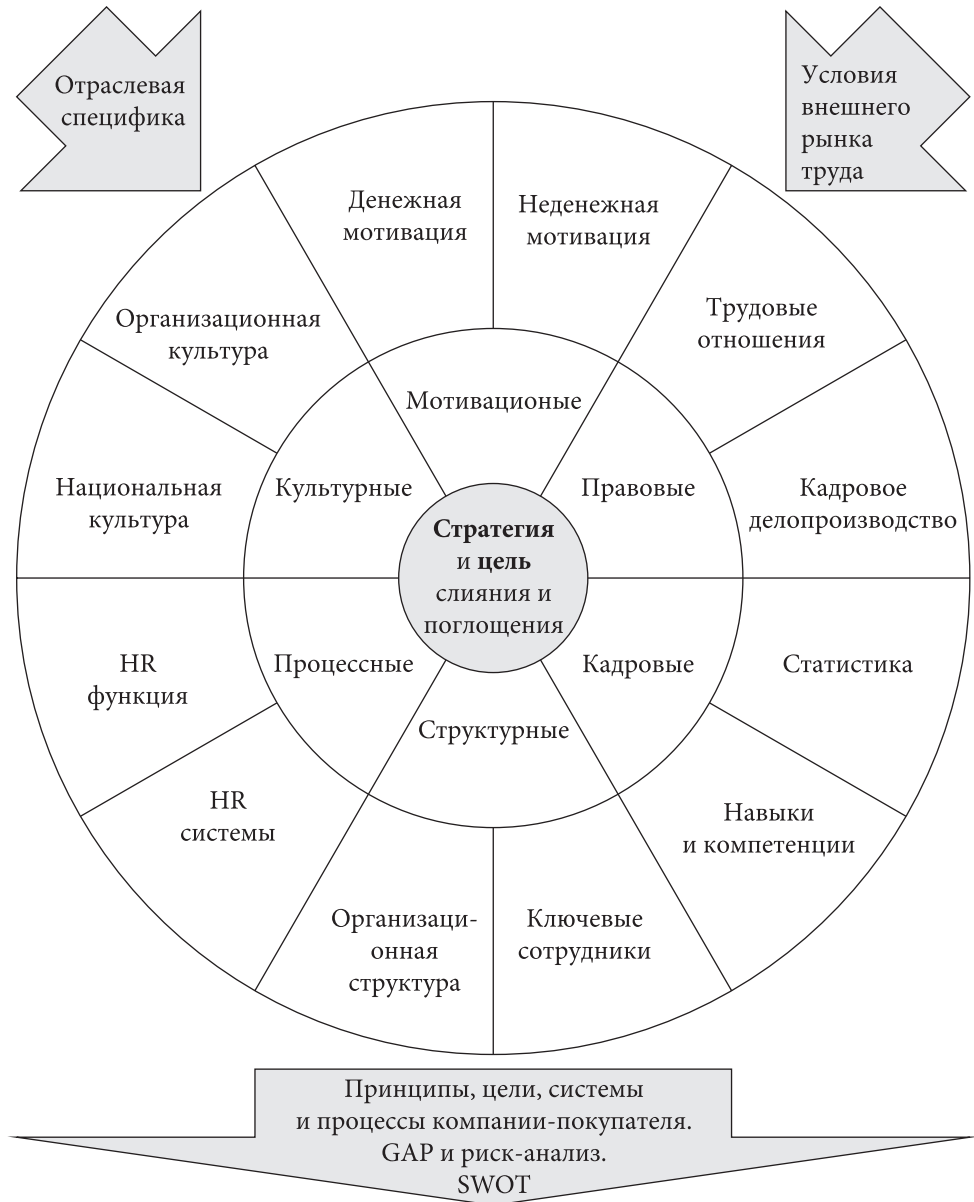 Отраслевая
специфика
Условия
внешнего
рынка
труда
Денежная
мотивация
Неденежная
мотивация
Организационная
культура
Трудовые
отношения
Мотивационые
Национальная
культура
Культурные
Правовые
Кадровое
делопроизводство
Стратегия
и цель
слияния и
поглощения
HR
функция
Процессные
Кадровые
Статистика
Структурные
HR
системы
Навыки
и компетенции
Организаци-
онная
структура
Ключевые
сотрудники
Принципы, цели, системы
и процессы компании-покупателя.
GAP и риск-анализ.
SWOT